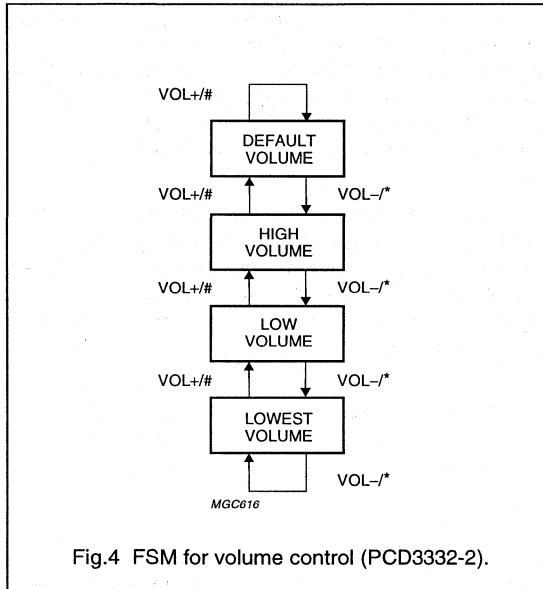 VOL+/#
DEFAULT
VOLUME
VOL+/#
VOL–/*
HIGH
VOLUME
VOL+/#
VOL–/*
LOW
VOLUME
VOL+/#
VOL–/*
LOWEST
VOLUME
VOL–/*
MGC616
Fig.4 FSM for volume control (PCD3332-2).